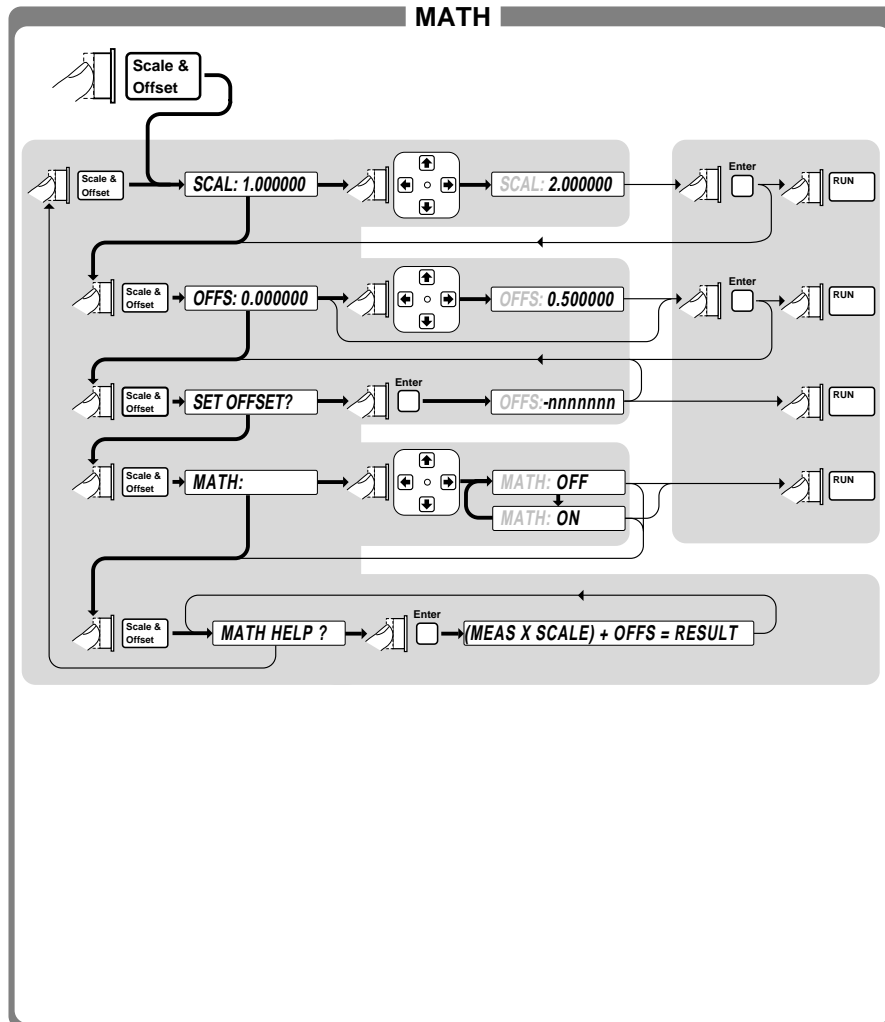 MATH
Scale &
Offset
Scale &
Offset
SCAL: 1.000000
SCAL: 2.000000
Enter
RUN
Scale &
Offset
OFFS: 0.000000
OFFS: 0.500000
Enter
RUN
Scale &
Offset
SET OFFSET?
Enter
OFFS:-nnnnnnn
RUN
Scale &
Offset
MATH:
MATH: OFF
MATH: ON
RUN
Scale &
Offset
MATH HELP ?
Enter
(MEAS X SCALE) + OFFS = RESULT